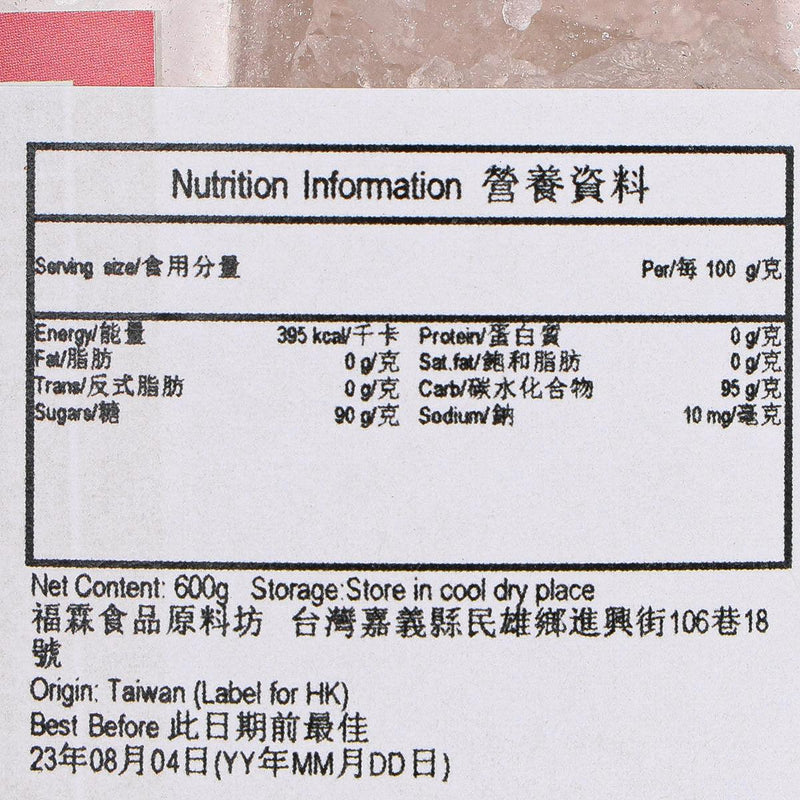 Nutrition Information 營養資料
Serving size/食用分量 Per/每 100 g/克
Energy/能量 395 kcal/千卡 Protein/蛋白質 0 g/克
Fat/脂肪 0 g/克 Sat.fat/飽和脂肪 0 g/克
Trans/反式脂肪 0 g/克 Carb/碳水化合物 95 g/克
Sugars/糖 90 g/克 Sodium/鈉 10 mg/毫克
Net Content: 600g Storage:Store in cool dry place
福霖食品原料坊 台灣嘉義縣民雄鄉進興街106巷18
號
Origin: Taiwan (Label for HK)
Best Before 此日期前最佳
23年08月04日(YY年MM月DD日)